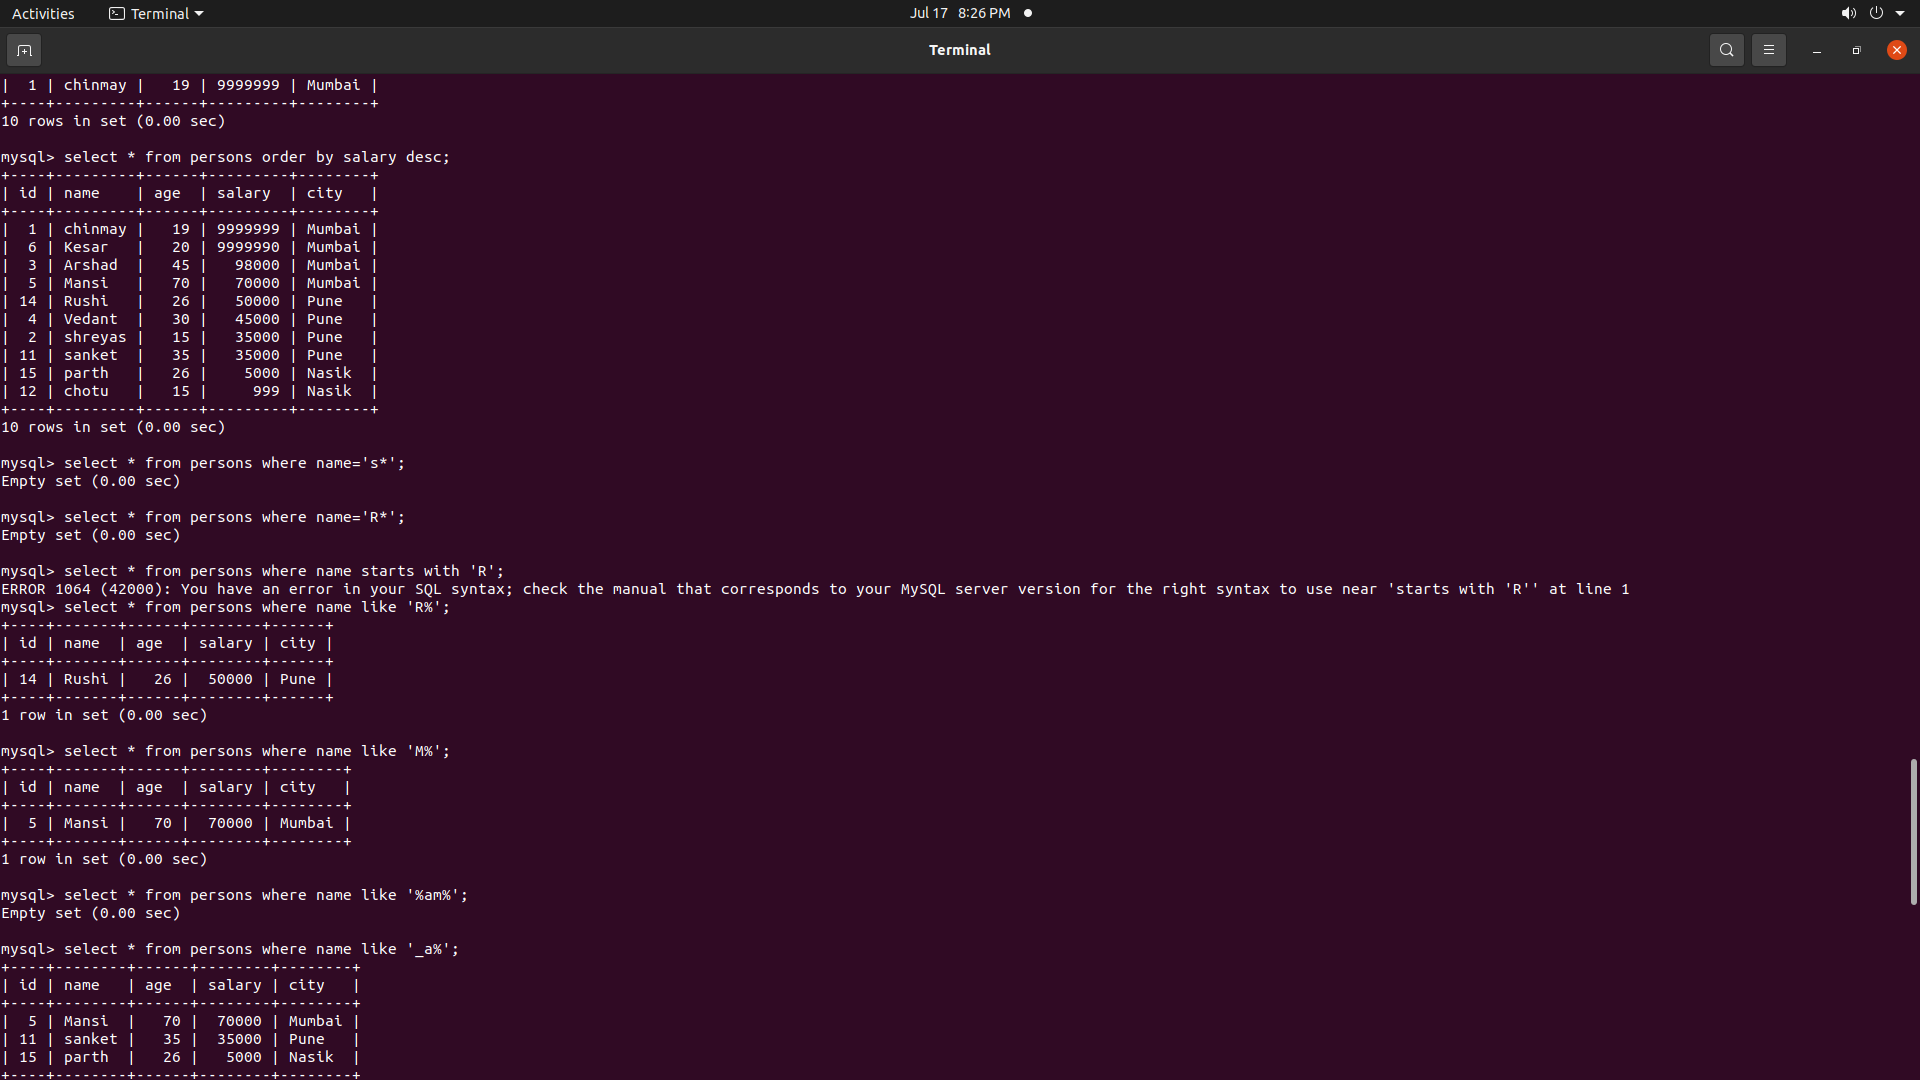 Activities Terminal Jul 17 8:26 PM
Terminal
|  1 | chinmay |   19 | 9999999 | Mumbai |
+----+---------+------+---------+--------+
10 rows in set (0.00 sec)

mysql> select * from persons order by salary desc;
+----+---------+------+---------+--------+
| id | name    | age  | salary  | city   |
+----+---------+------+---------+--------+
|  1 | chinmay |   19 | 9999999 | Mumbai |
|  6 | Kesar   |   20 | 9999990 | Mumbai |
|  3 | Arshad  |   45 |   98000 | Mumbai |
|  5 | Mansi   |   70 |   70000 | Mumbai |
| 14 | Rushi   |   26 |   50000 | Pune   |
|  4 | Vedant  |   30 |   45000 | Pune   |
|  2 | shreyas |   15 |   35000 | Pune   |
| 11 | sanket  |   35 |   35000 | Pune   |
| 15 | parth   |   26 |    5000 | Nasik  |
| 12 | chotu   |   15 |     999 | Nasik  |
+----+---------+------+---------+--------+
10 rows in set (0.00 sec)

mysql> select * from persons where name='s*';
Empty set (0.00 sec)

mysql> select * from persons where name='R*';
Empty set (0.00 sec)

mysql> select * from persons where name starts with 'R';
ERROR 1064 (42000): You have an error in your SQL syntax; check the manual that corresponds to your MySQL server version for the right syntax to use near 'starts with 'R'' at line 1
mysql> select * from persons where name like 'R%';
+----+-------+------+--------+------+
| id | name  | age  | salary | city |
+----+-------+------+--------+------+
| 14 | Rushi |   26 |  50000 | Pune |
+----+-------+------+--------+------+
1 row in set (0.00 sec)

mysql> select * from persons where name like 'M%';
+----+-------+------+--------+--------+
| id | name  | age  | salary | city   |
+----+-------+------+--------+--------+
|  5 | Mansi |   70 |  70000 | Mumbai |
+----+-------+------+--------+--------+
1 row in set (0.00 sec)

mysql> select * from persons where name like '%am%';
Empty set (0.00 sec)

mysql> select * from persons where name like '_a%';
+----+--------+------+--------+--------+
| id | name   | age  | salary | city   |
+----+--------+------+--------+--------+
|  5 | Mansi  |   70 |  70000 | Mumbai |
| 11 | sanket |   35 |  35000 | Pune   |
| 15 | parth  |   26 |   5000 | Nasik  |
+----+--------+------+--------+--------+